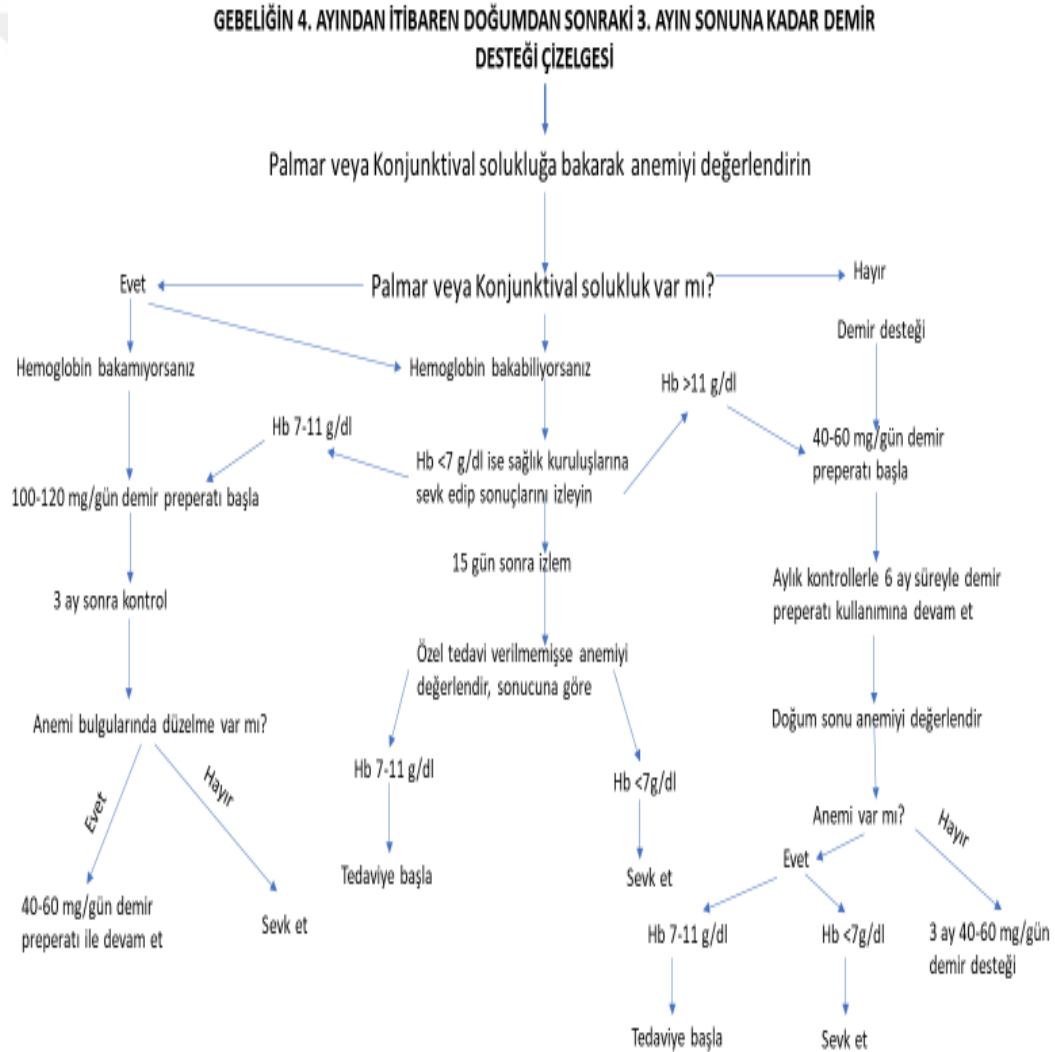 GEBELİĞİN 4. AYINDAN İTİBAREN DOĞUMDAN SONRAKİ 3. AYIN SONUNA KADAR DEMİR
DESTEĞİ ÇİZELGESİ
Palmar veya Konjunktival solukluğa bakarak anemiyi değerlendirin
Evet
Palmar veya Konjunktival solukluk var mı?
Hayır
Hemoglobin bakamıyorsanız
Hemoglobin bakabiliyorsanız
Demir desteği
Hb 7-11 g/dl
Hb >11 g/dl
Hb <7 g/dl ise sağlık kuruluşlarına
sevk edip sonuçlarını izleyin
40-60 mg/gün demir
preperatı başla
100-120 mg/gün demir preperatı başla
15 gün sonra izlem
3 ay sonra kontrol
Aylık kontrollerle 6 ay süreyle demir
preperatı kullanımına devam et
Özel tedavi verilmemişse anemiyi
değerlendir, sonucuna göre
Anemi bulgularında düzelme var mı?
Doğum sonu anemiyi değerlendir
Evet
Hayır
Hb 7-11 g/dl
Hb <7g/dl
Anemi var mı?
Hayır
Evet
Tedaviye başla
Sevk et
40-60 mg/gün demir
preperatı ile devam et
Sevk et
Hb 7-11 g/dl
Hb <7g/dl
3 ay 40-60 mg/gün
demir desteği
Tedaviye başla
Sevk et